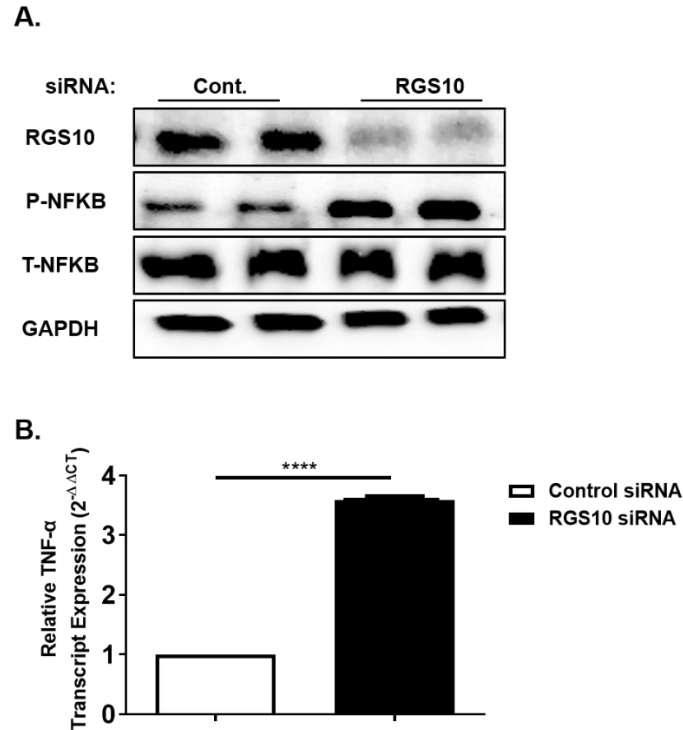 A.
siRNA: Cont. RGS10
RGS10
P-NFKB
T-NFKB
GAPDH
B.
Relative TNF-α
Transcript Expression (2^-ΔΔCT)
4
3
2
1
0
****
Control siRNA
RGS10 siRNA